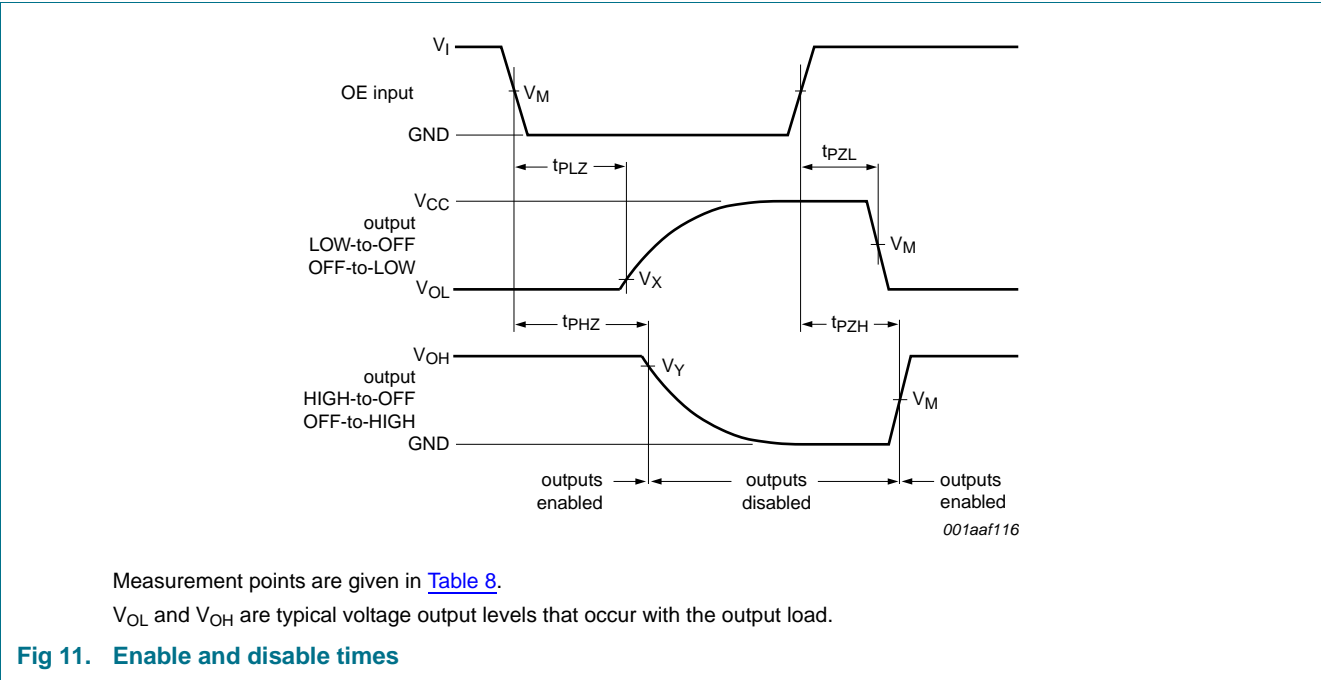 VI
OE input
VM
GND
tPLZ
tPZL
VCC
output
LOW-to-OFF
OFF-to-LOW
VM
VX
VOL
tPHZ
tPZH
VOH
output
HIGH-to-OFF
OFF-to-HIGH
VY
VM
GND
outputs enabled
outputs disabled
outputs enabled
001aaf116
Measurement points are given in Table 8.
VOL and VOH are typical voltage output levels that occur with the output load.
Fig 11. Enable and disable times